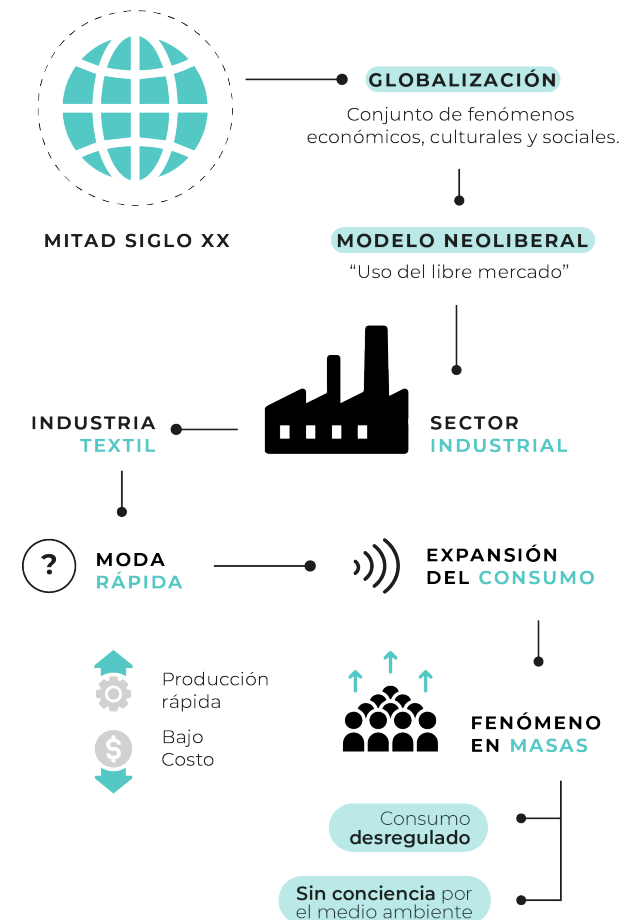 MITAD SIGLO XX
GLOBALIZACIÓN
Conjunto de fenómenos
económicos, culturales y sociales.
MODELO NEOLIBERAL
“Uso del libre mercado”
SECTOR
INDUSTRIAL
INDUSTRIA
TEXTIL
?
MODA
RÁPIDA
EXPANSIÓN
DEL CONSUMO
Producción
rápida
$
Bajo
Costo
FENÓMENO
EN MASAS
Consumo
desregulado
Sin conciencia por
el medio ambiente